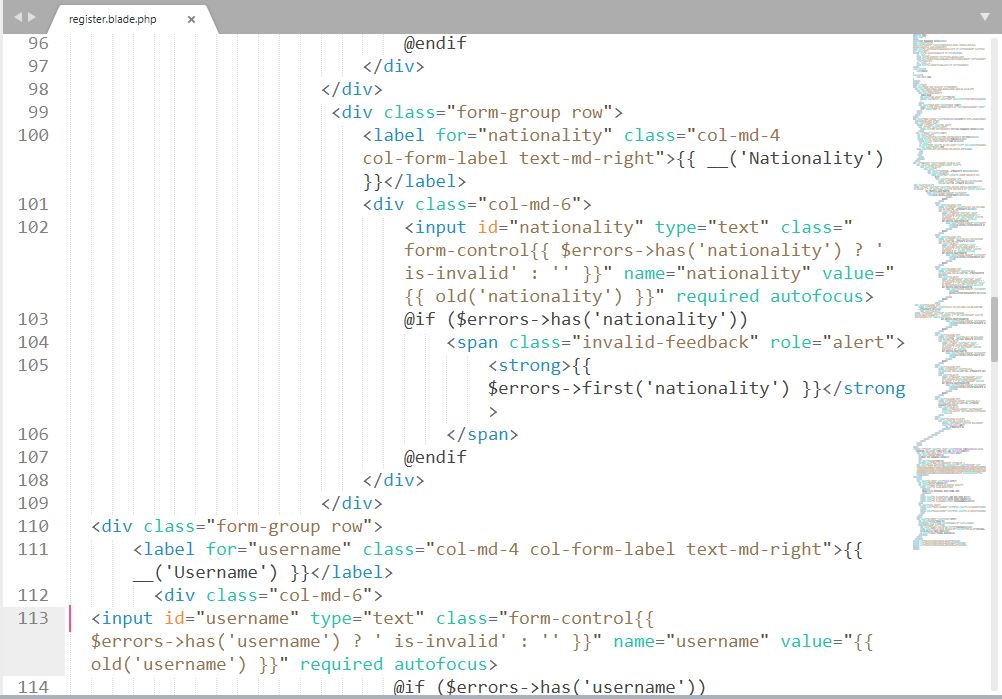 register.blade.php ×
96 @endif
97 </div>
98 </div>
99 <div class="form-group row">
100 <label for="nationality" class="col-md-4
col-form-label text-md-right">{{ __('Nationality')
}}</label>
101 <div class="col-md-6">
102 <input id="nationality" type="text" class="
form-control{{ $errors->has('nationality') ? '
is-invalid' : '' }}" name="nationality" value="
{{ old('nationality') }}" required autofocus>
103 @if ($errors->has('nationality'))
104 <span class="invalid-feedback" role="alert">
105 <strong>{{
$errors->first('nationality') }}</strong
>
106 </span>
107 @endif
108 </div>
109 </div>
110 <div class="form-group row">
111 <label for="username" class="col-md-4 col-form-label text-md-right">{{
__('Username') }}</label>
112 <div class="col-md-6">
113 <input id="username" type="text" class="form-control{{
$errors->has('username') ? ' is-invalid' : '' }}" name="username" value="{{
old('username') }}" required autofocus>
114 @if ($errors->has('username'))